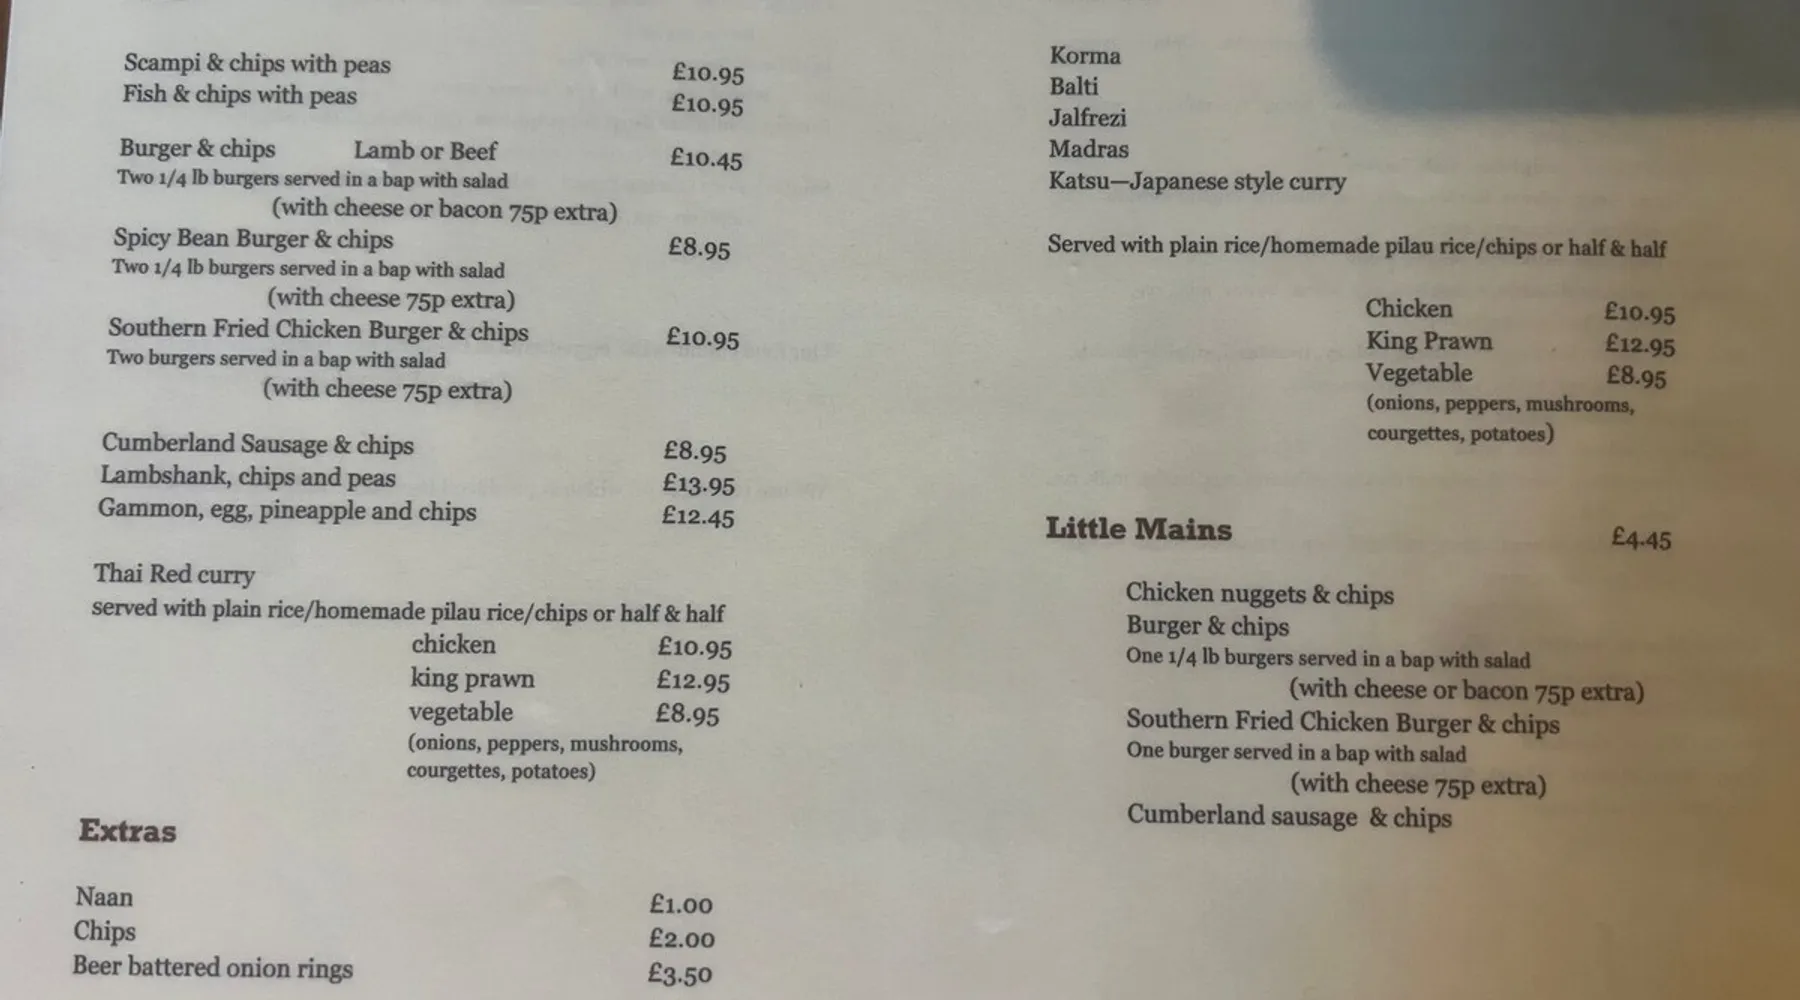 Scampi & chips with peas £10.95
Fish & chips with peas £10.95
Burger & chips Lamb or Beef £10.45
Two 1/4 lb burgers served in a bap with salad
(with cheese or bacon 75p extra)
Spicy Bean Burger & chips £8.95
Two 1/4 lb burgers served in a bap with salad
(with cheese 75p extra)
Southern Fried Chicken Burger & chips £10.95
Two burgers served in a bap with salad
(with cheese 75p extra)
Cumberland Sausage & chips £8.95
Lambshank, chips and peas £13.95
Gammon, egg, pineapple and chips £12.45
Thai Red curry
served with plain rice/homemade pilau rice/chips or half & half
chicken £10.95
king prawn £12.95
vegetable £8.95
(onions, peppers, mushrooms,
courgettes, potatoes)
Extras
Naan £1.00
Chips £2.00
Beer battered onion rings £3.50
Korma
Balti
Jalfrezi
Madras
Katsu—Japanese style curry
Served with plain rice/homemade pilau rice/chips or half & half
Chicken £10.95
King Prawn £12.95
Vegetable £8.95
(onions, peppers, mushrooms,
courgettes, potatoes)
Little Mains £4.45
Chicken nuggets & chips
Burger & chips
One 1/4 lb burgers served in a bap with salad
(with cheese or bacon 75p extra)
Southern Fried Chicken Burger & chips
One burger served in a bap with salad
(with cheese 75p extra)
Cumberland sausage & chips